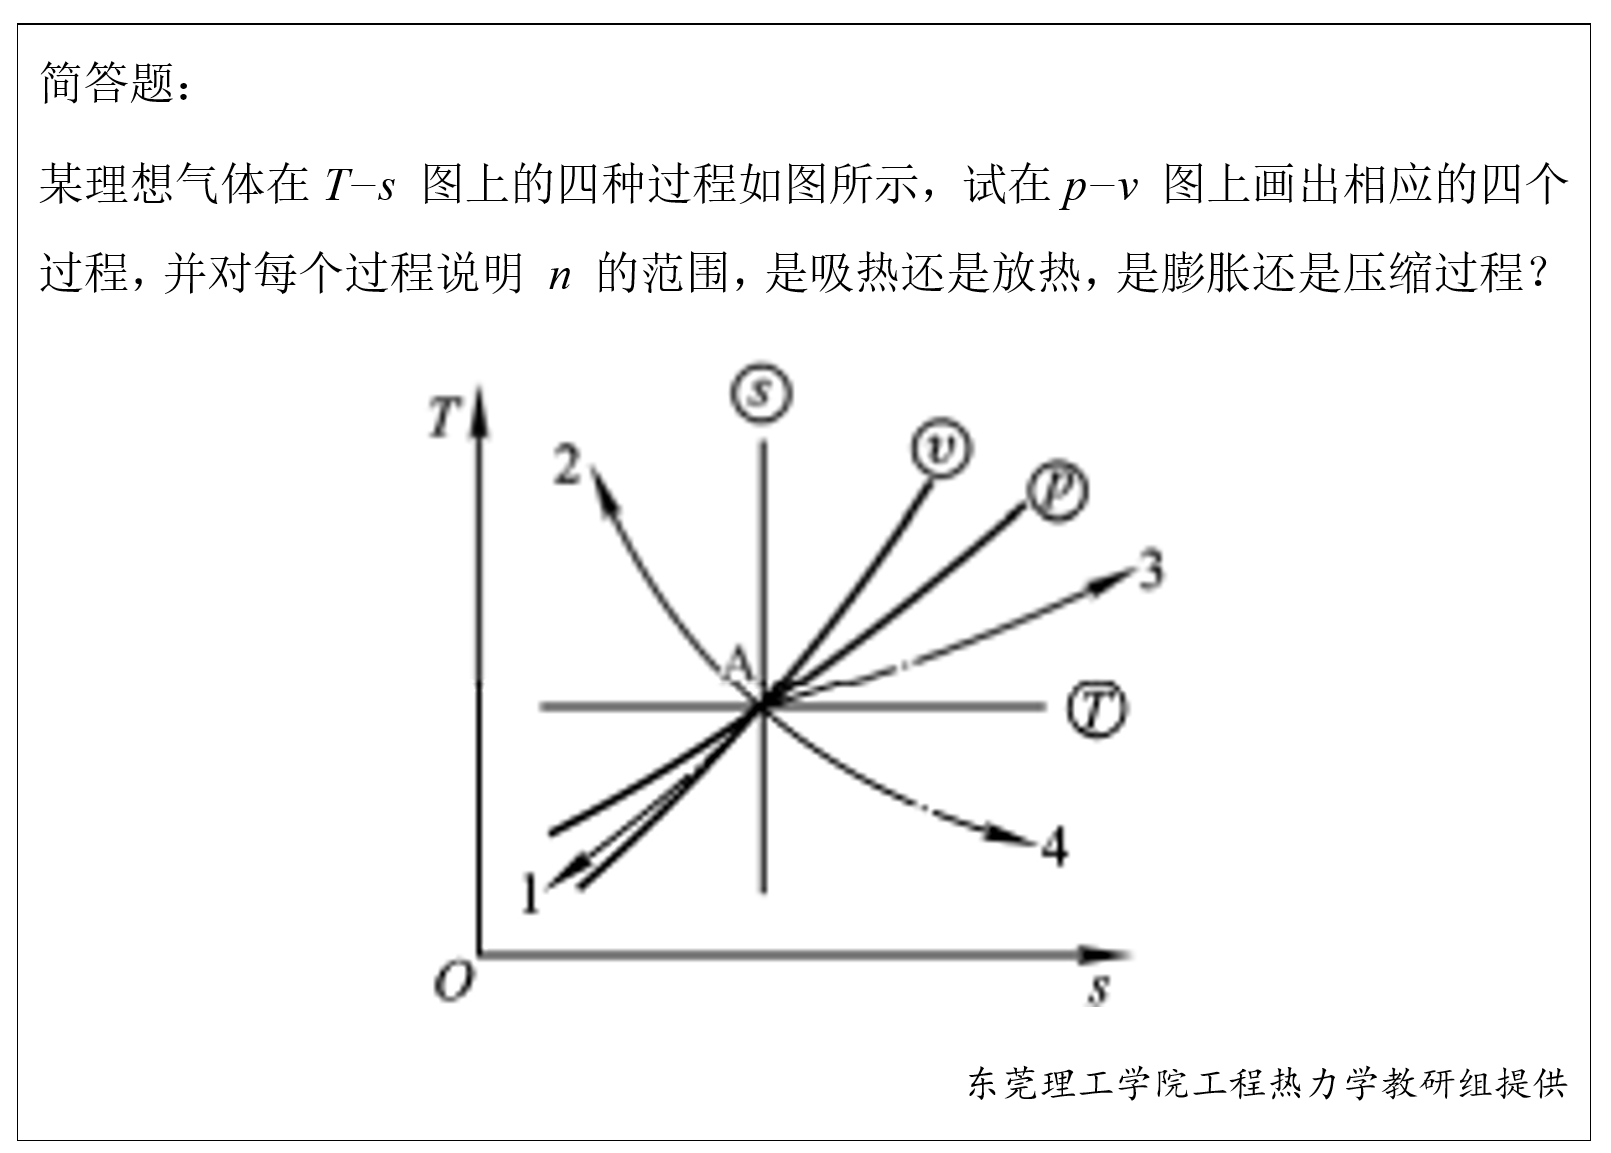 简答题：
某理想气体在 T−s 图上的四种过程如图所示，试在 p−v 图上画出相应的四个
过程，并对每个过程说明 n 的范围，是吸热还是放热，是膨胀还是压缩过程？
s
T
2
v
p
3
A
T
4
1
O
s
东莞理工学院工程热力学教研组提供